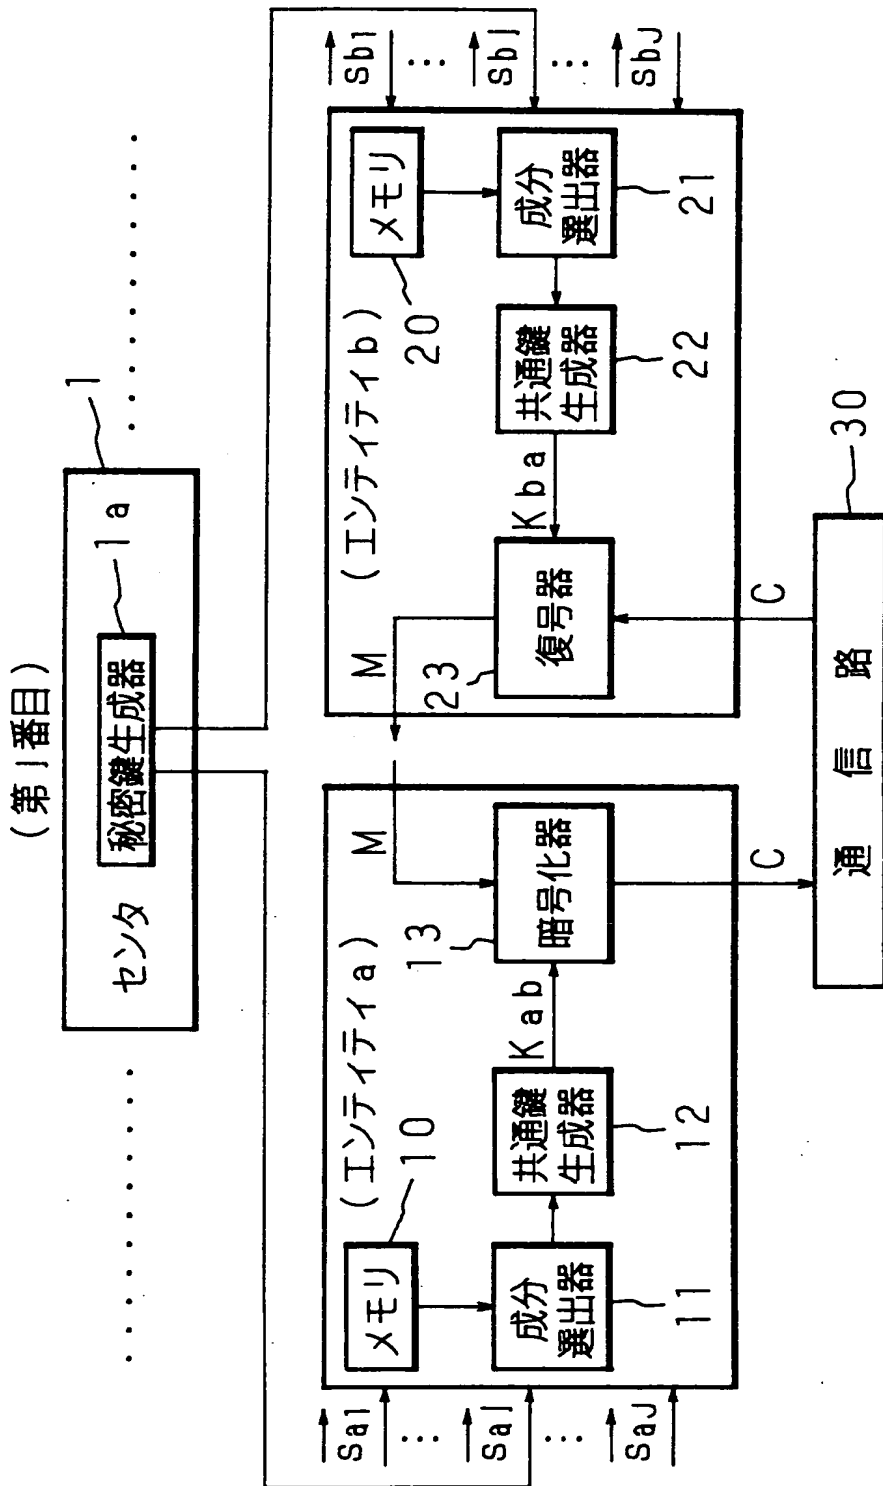 (第j番目)
1
センタ
秘密鍵生成器
1a
・・・・・・・・・・
・・・・・・・・・・
(エンティティa)
(エンティティb)
Sa1
⋮
Saj
⋮
SaJ
メモリ
10
成分
選出器
11
共通鍵
生成器
12
Kab
暗号化器
13
M
C
M
復号器
23
C
Kba
共通鍵
生成器
22
成分
選出器
21
メモリ
20
Sb1
⋮
Sbj
⋮
SbJ
通信路
30